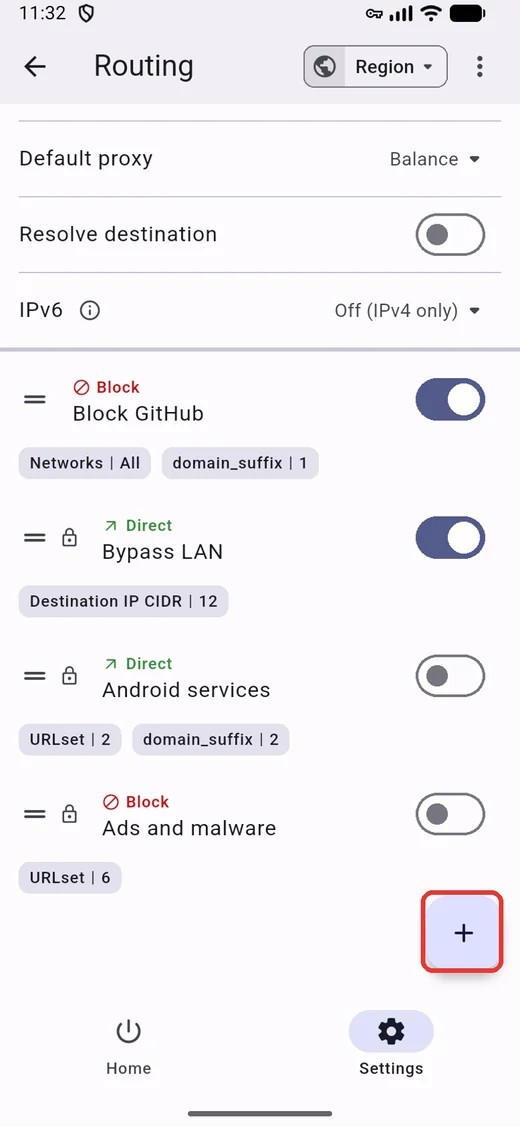 11:32
Routing
Region
Default proxy
Balance
Resolve destination
IPv6
Off (IPv4 only)
Block
Block GitHub
Networks | All
domain_suffix | 1
Direct
Bypass LAN
Destination IP CIDR | 12
Direct
Android services
URLset | 2
domain_suffix | 2
Block
Ads and malware
URLset | 6
Home
Settings